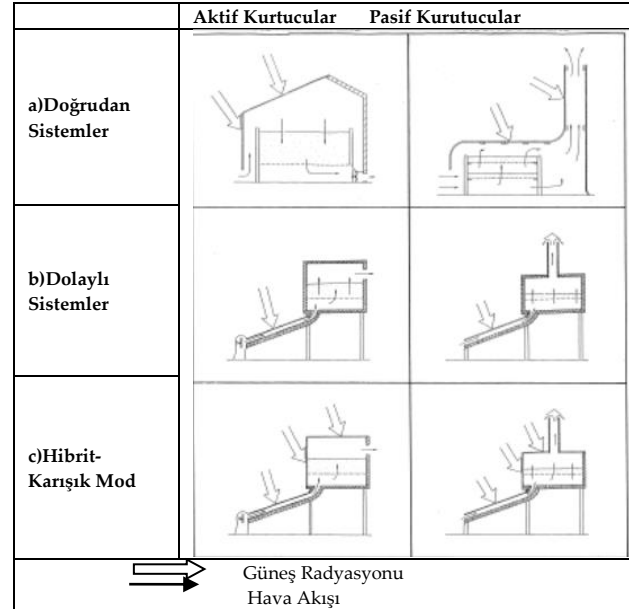 Aktif Kurtucular Pasif Kurutucular
a)Doğrudan
Sistemler
b)Dolaylı
Sistemler
c)Hibrit-
Karışık Mod
Güneş Radyasyonu
Hava Akışı